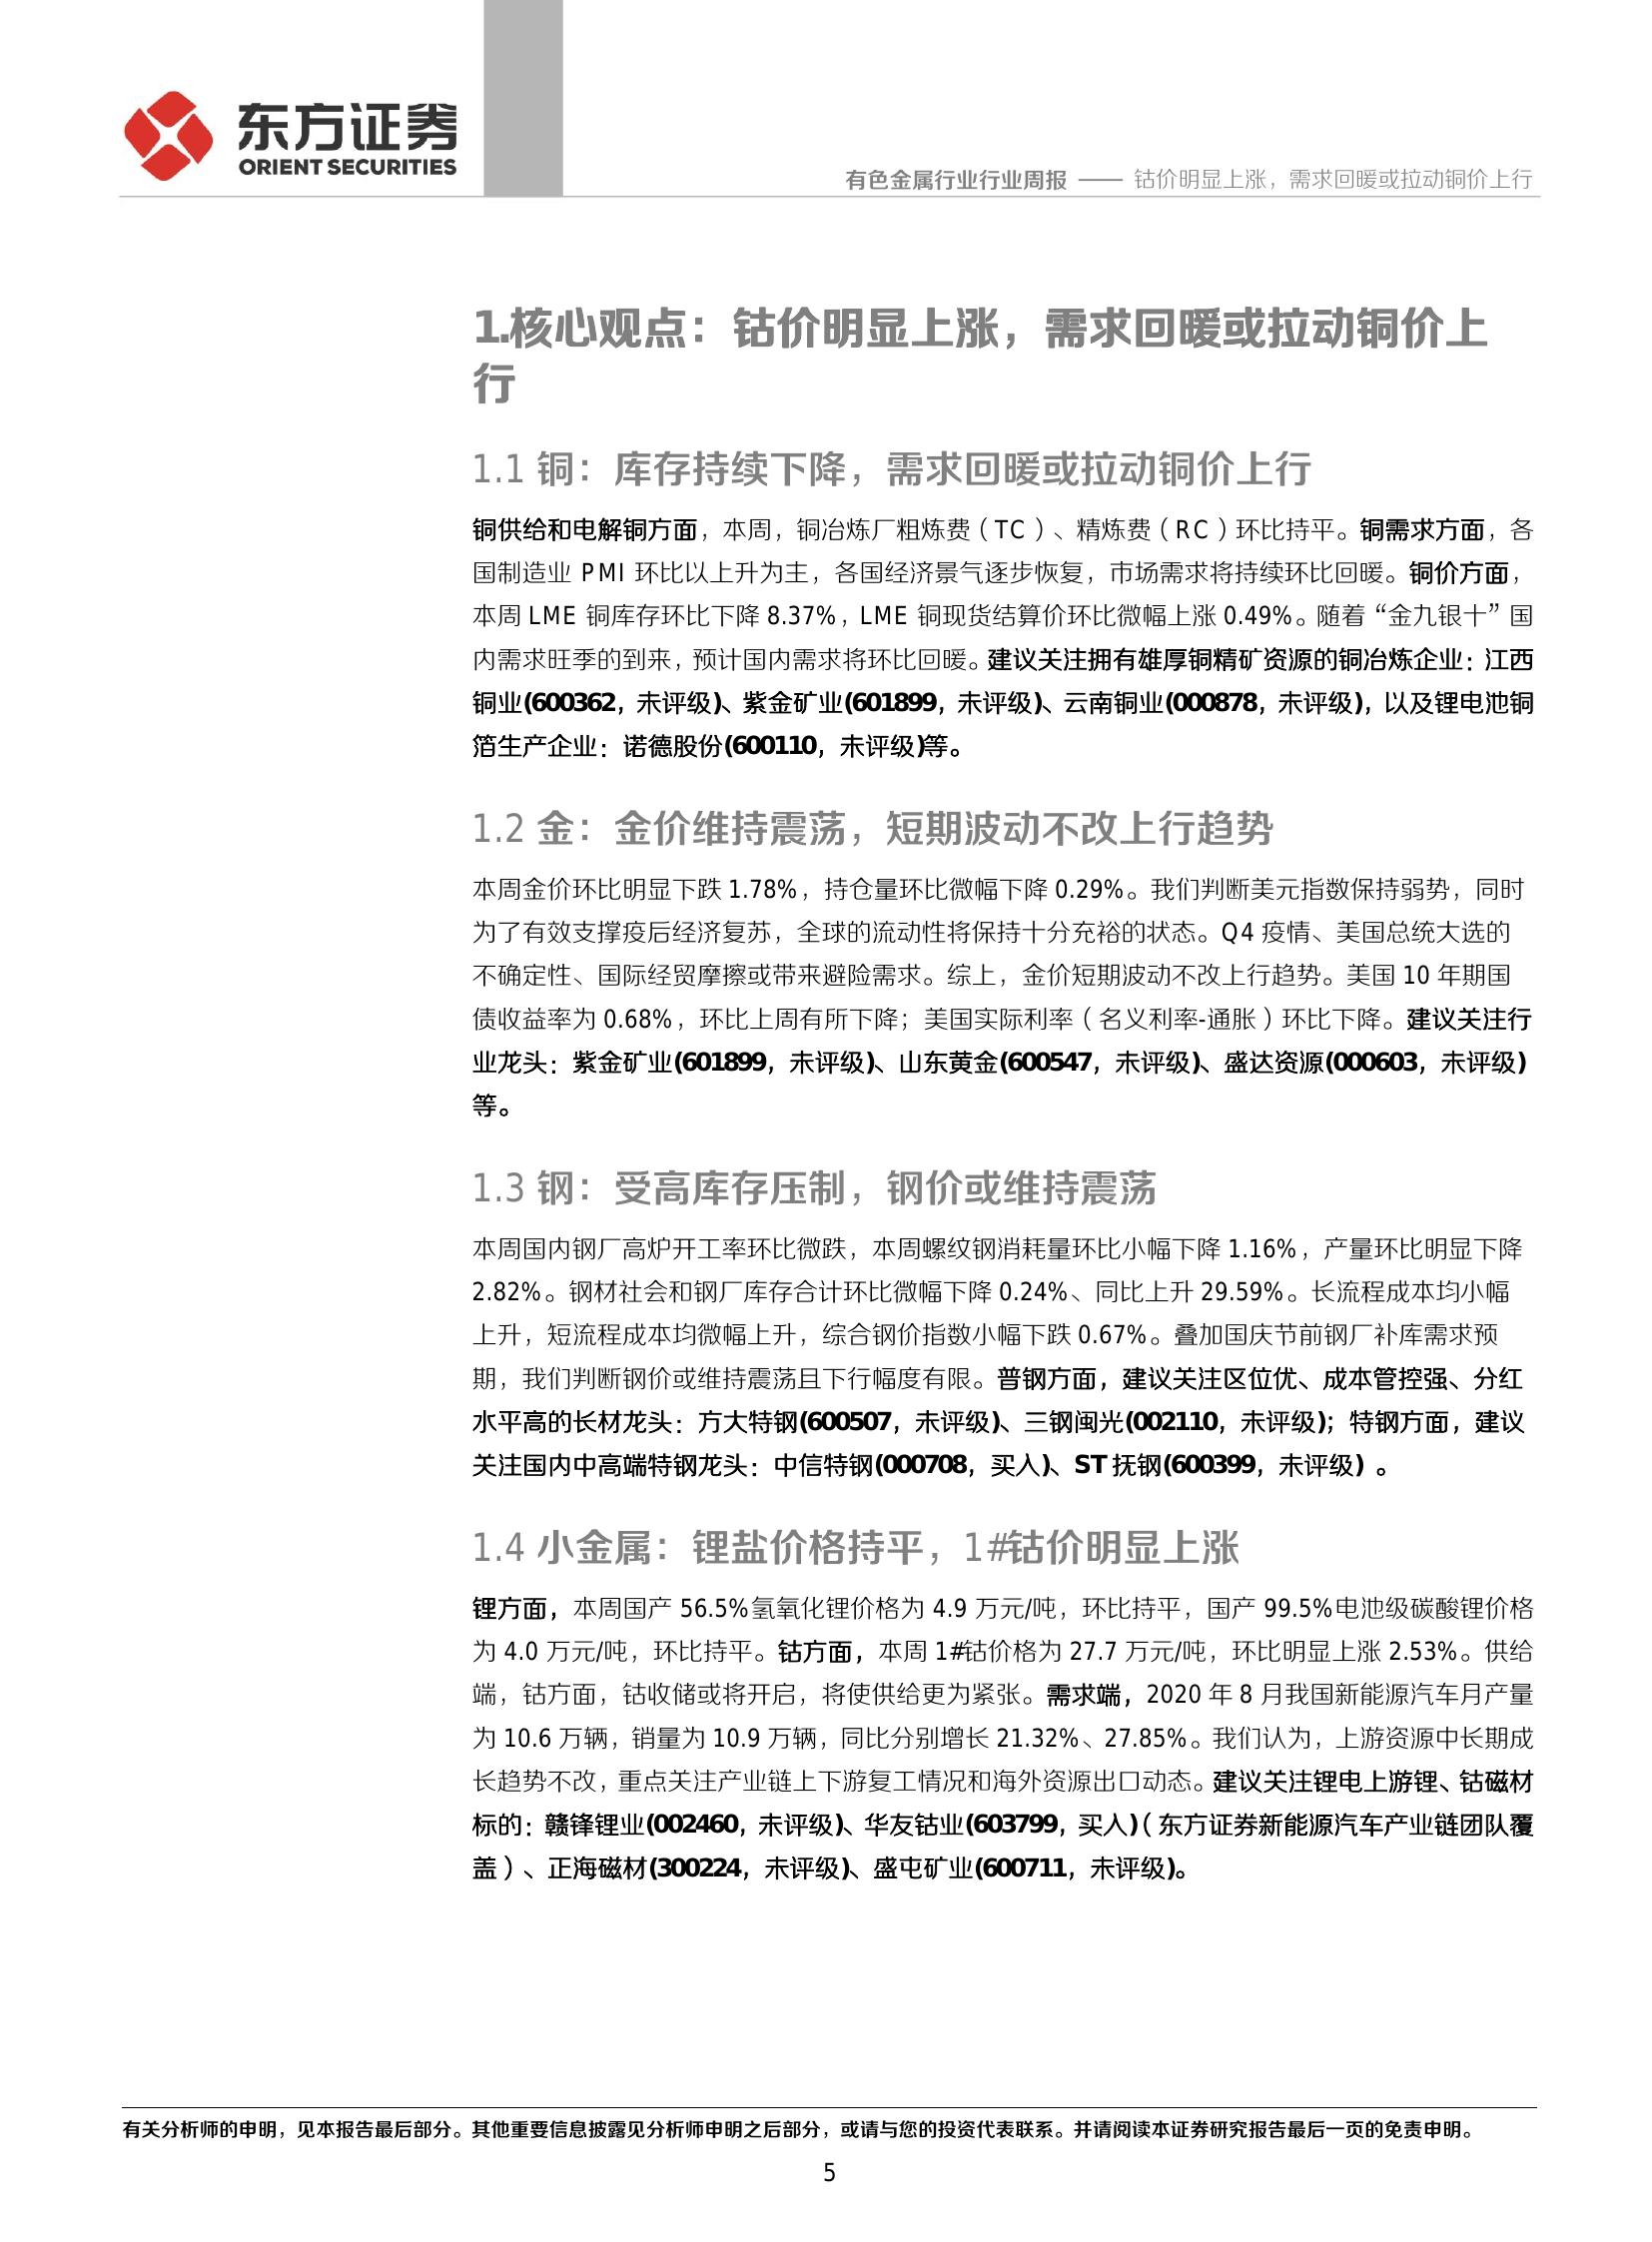 东方证券
ORIENT SECURITIES
有色金属行业行业周报 —— 钴价明显上涨，需求回暖或拉动铜价上行
1.核心观点：钴价明显上涨，需求回暖或拉动铜价上
行
1.1 铜：库存持续下降，需求回暖或拉动铜价上行
铜供给和电解铜方面，本周，铜冶炼厂粗炼费（TC）、精炼费（RC）环比持平。铜需求方面，各
国制造业 PMI 环比以上升为主，各国经济景气逐步恢复，市场需求将持续环比回暖。铜价方面，
本周 LME 铜库存环比下降 8.37%，LME 铜现货结算价环比微幅上涨 0.49%。随着“金九银十”国
内需求旺季的到来，预计国内需求将环比回暖。建议关注拥有雄厚铜精矿资源的铜冶炼企业：江西
铜业(600362，未评级)、紫金矿业(601899，未评级)、云南铜业(000878，未评级)，以及锂电池铜
箔生产企业：诺德股份(600110，未评级)等。
1.2 金：金价维持震荡，短期波动不改上行趋势
本周金价环比明显下跌 1.78%，持仓量环比微幅下降 0.29%。我们判断美元指数保持弱势，同时
为了有效支撑疫后经济复苏，全球的流动性将保持十分充裕的状态。Q4 疫情、美国总统大选的
不确定性、国际经贸摩擦或带来避险需求。综上，金价短期波动不改上行趋势。美国 10 年期国
债收益率为 0.68%，环比上周有所下降；美国实际利率（名义利率-通胀）环比下降。建议关注行
业龙头：紫金矿业(601899，未评级)、山东黄金(600547，未评级)、盛达资源(000603，未评级)
等。
1.3 钢：受高库存压制，钢价或维持震荡
本周国内钢厂高炉开工率环比微跌，本周螺纹钢消耗量环比小幅下降 1.16%，产量环比明显下降
2.82%。钢材社会和钢厂库存合计环比微幅下降 0.24%、同比上升 29.59%。长流程成本均小幅
上升，短流程成本均微幅上升，综合钢价指数小幅下跌 0.67%。叠加国庆节前钢厂补库需求预
期，我们判断钢价或维持震荡且下行幅度有限。普钢方面，建议关注区位优、成本管控强、分红
水平高的长材龙头：方大特钢(600507，未评级)、三钢闽光(002110，未评级)；特钢方面，建议
关注国内中高端特钢龙头：中信特钢(000708，买入)、ST 抚钢(600399，未评级) 。
1.4 小金属：锂盐价格持平，1#钴价明显上涨
锂方面，本周国产 56.5%氢氧化锂价格为 4.9 万元/吨，环比持平，国产 99.5%电池级碳酸锂价格
为 4.0 万元/吨，环比持平。钴方面，本周 1#钴价格为 27.7 万元/吨，环比明显上涨 2.53%。供给
端，钴方面，钴收储或将开启，将使供给更为紧张。需求端，2020 年 8 月我国新能源汽车月产量
为 10.6 万辆，销量为 10.9 万辆，同比分别增长 21.32%、27.85%。我们认为，上游资源中长期成
长趋势不改，重点关注产业链上下游复工情况和海外资源出口动态。建议关注锂电上游锂、钴磁材
标的：赣锋锂业(002460，未评级)、华友钴业(603799，买入)（东方证券新能源汽车产业链团队覆
盖）、正海磁材(300224，未评级)、盛屯矿业(600711，未评级)。
有关分析师的申明，见本报告最后部分。其他重要信息披露见分析师申明之后部分，或请与您的投资代表联系。并请阅读本证券研究报告最后一页的免责申明。
5